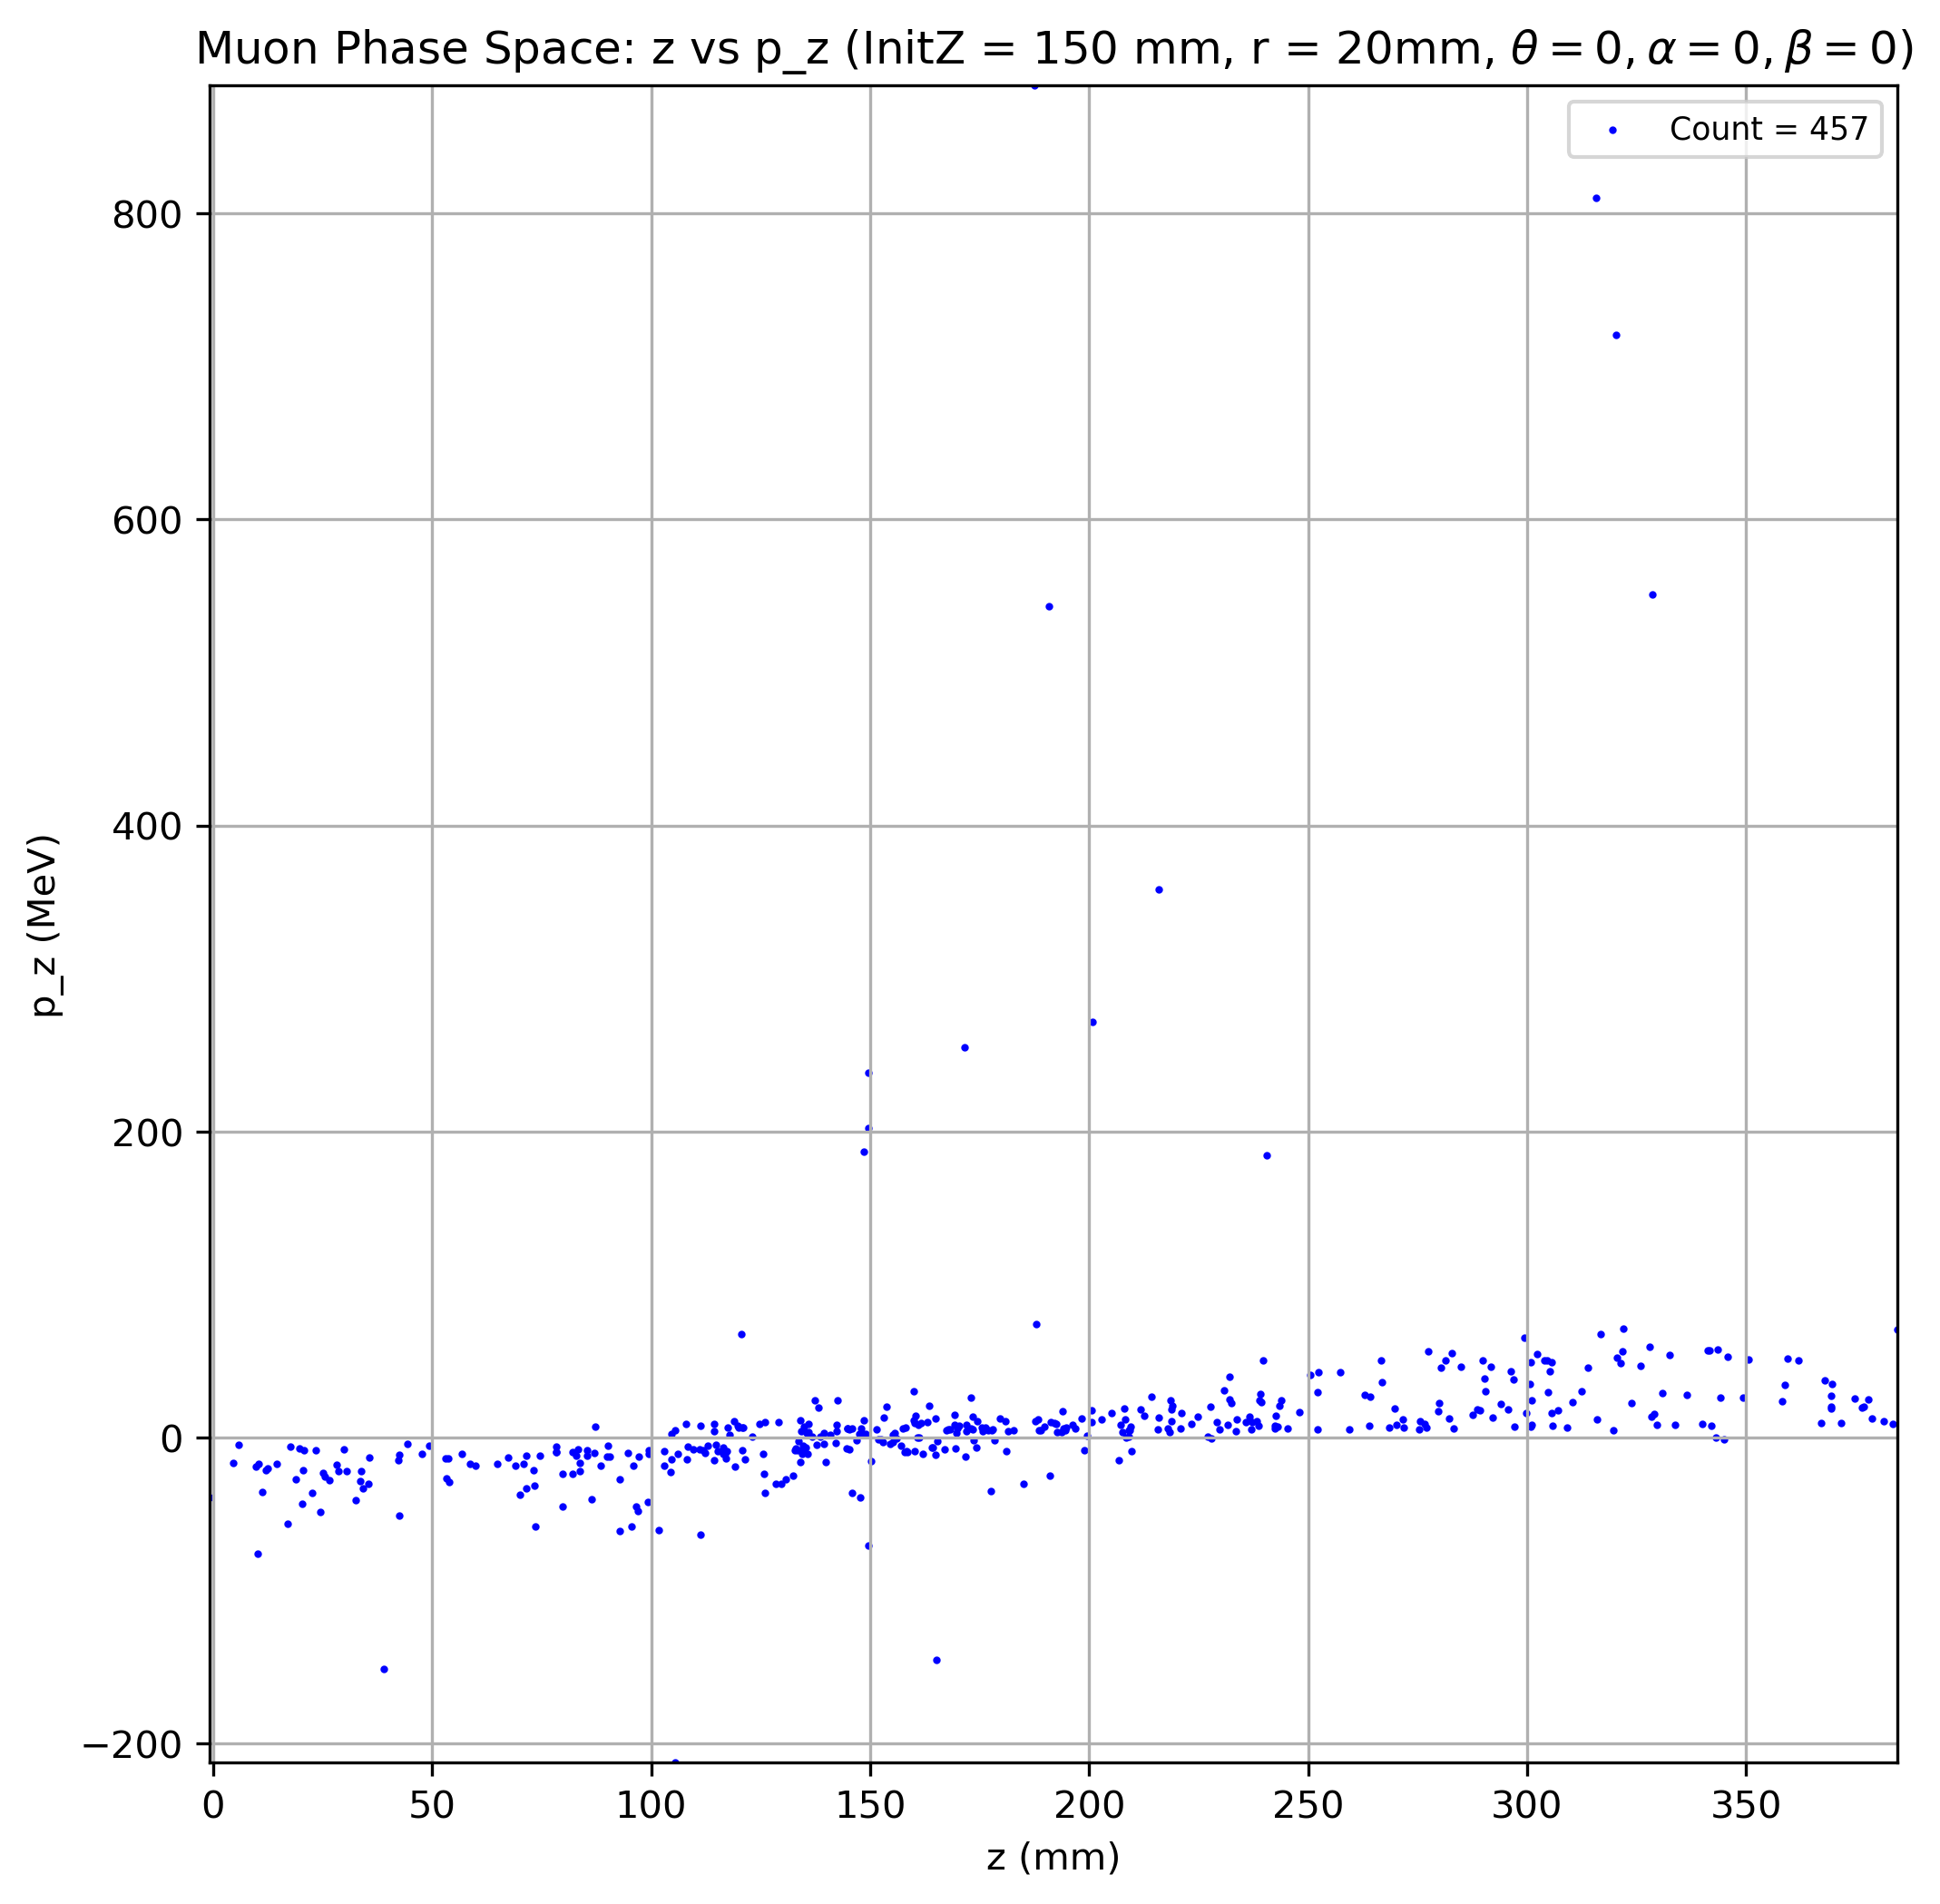 Muon Phase Space: z vs p_z (InitZ = 150 mm, r = 20mm, θ = 0, α = 0, β = 0)
Count = 457
800
600
400
200
0
−200
p_z (MeV)
0 50 100 150 200 250 300 350
z (mm)